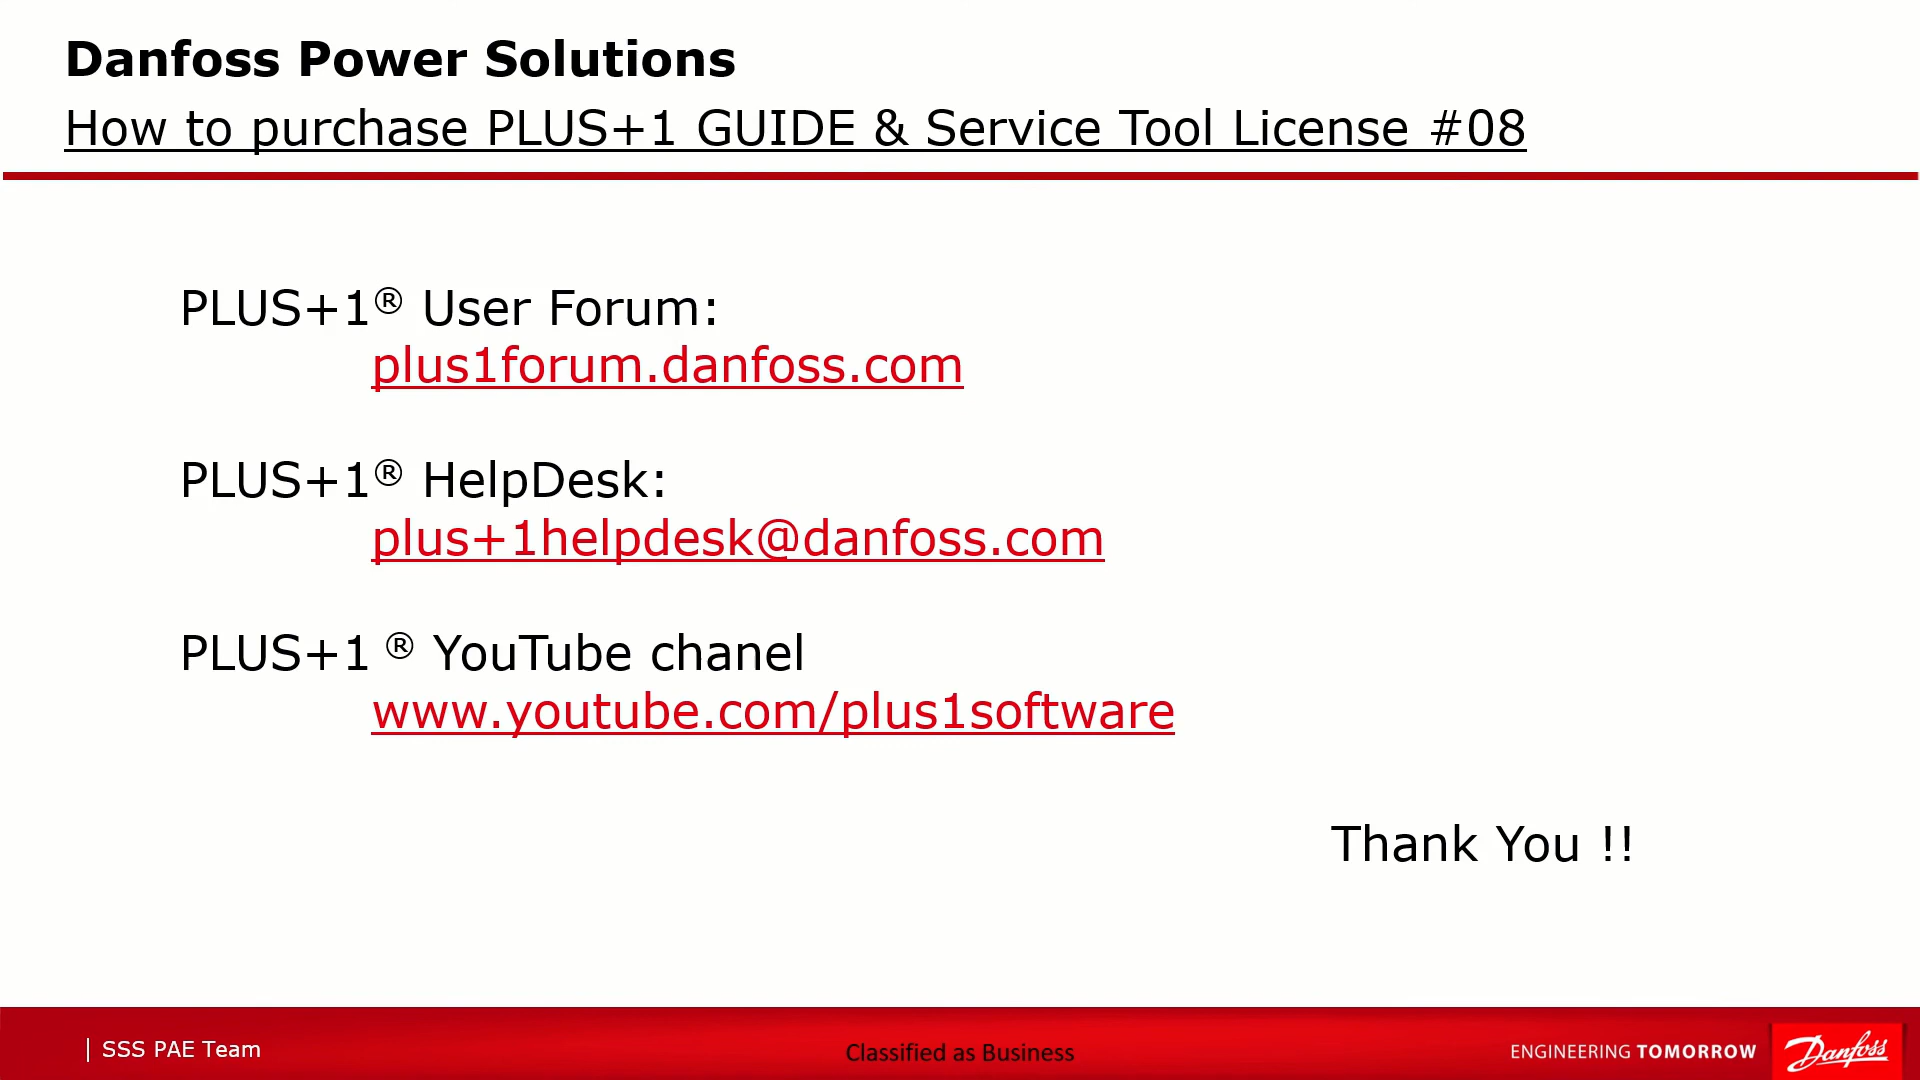 Danfoss Power Solutions
How to purchase PLUS+1 GUIDE & Service Tool License #08
PLUS+1® User Forum:
plus1forum.danfoss.com
PLUS+1® HelpDesk:
plus+1helpdesk@danfoss.com
PLUS+1 ® YouTube chanel
www.youtube.com/plus1software
Thank You !!
| SSS PAE Team
Classified as Business
ENGINEERING TOMORROW
Danfoss